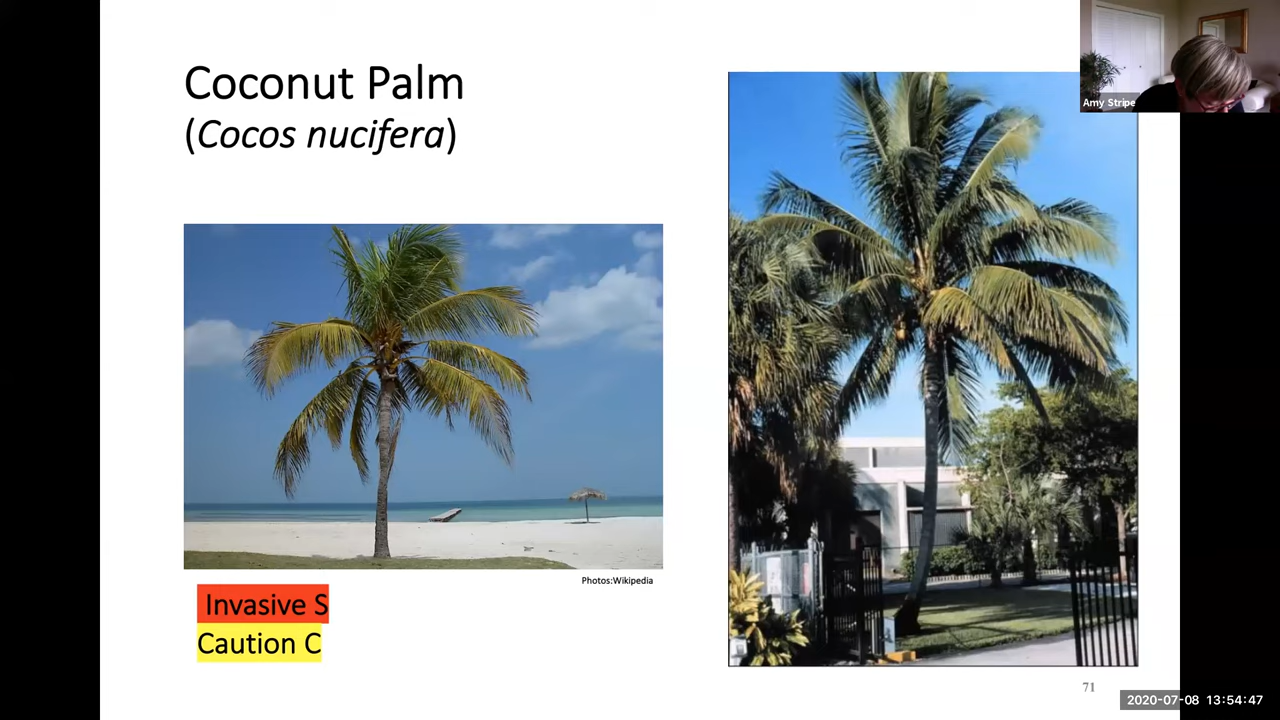 Coconut Palm
(Cocos nucifera)
Amy Stripe
Photos:Wikipedia
Invasive S
Caution C
71
2020-07-08 13:54:47